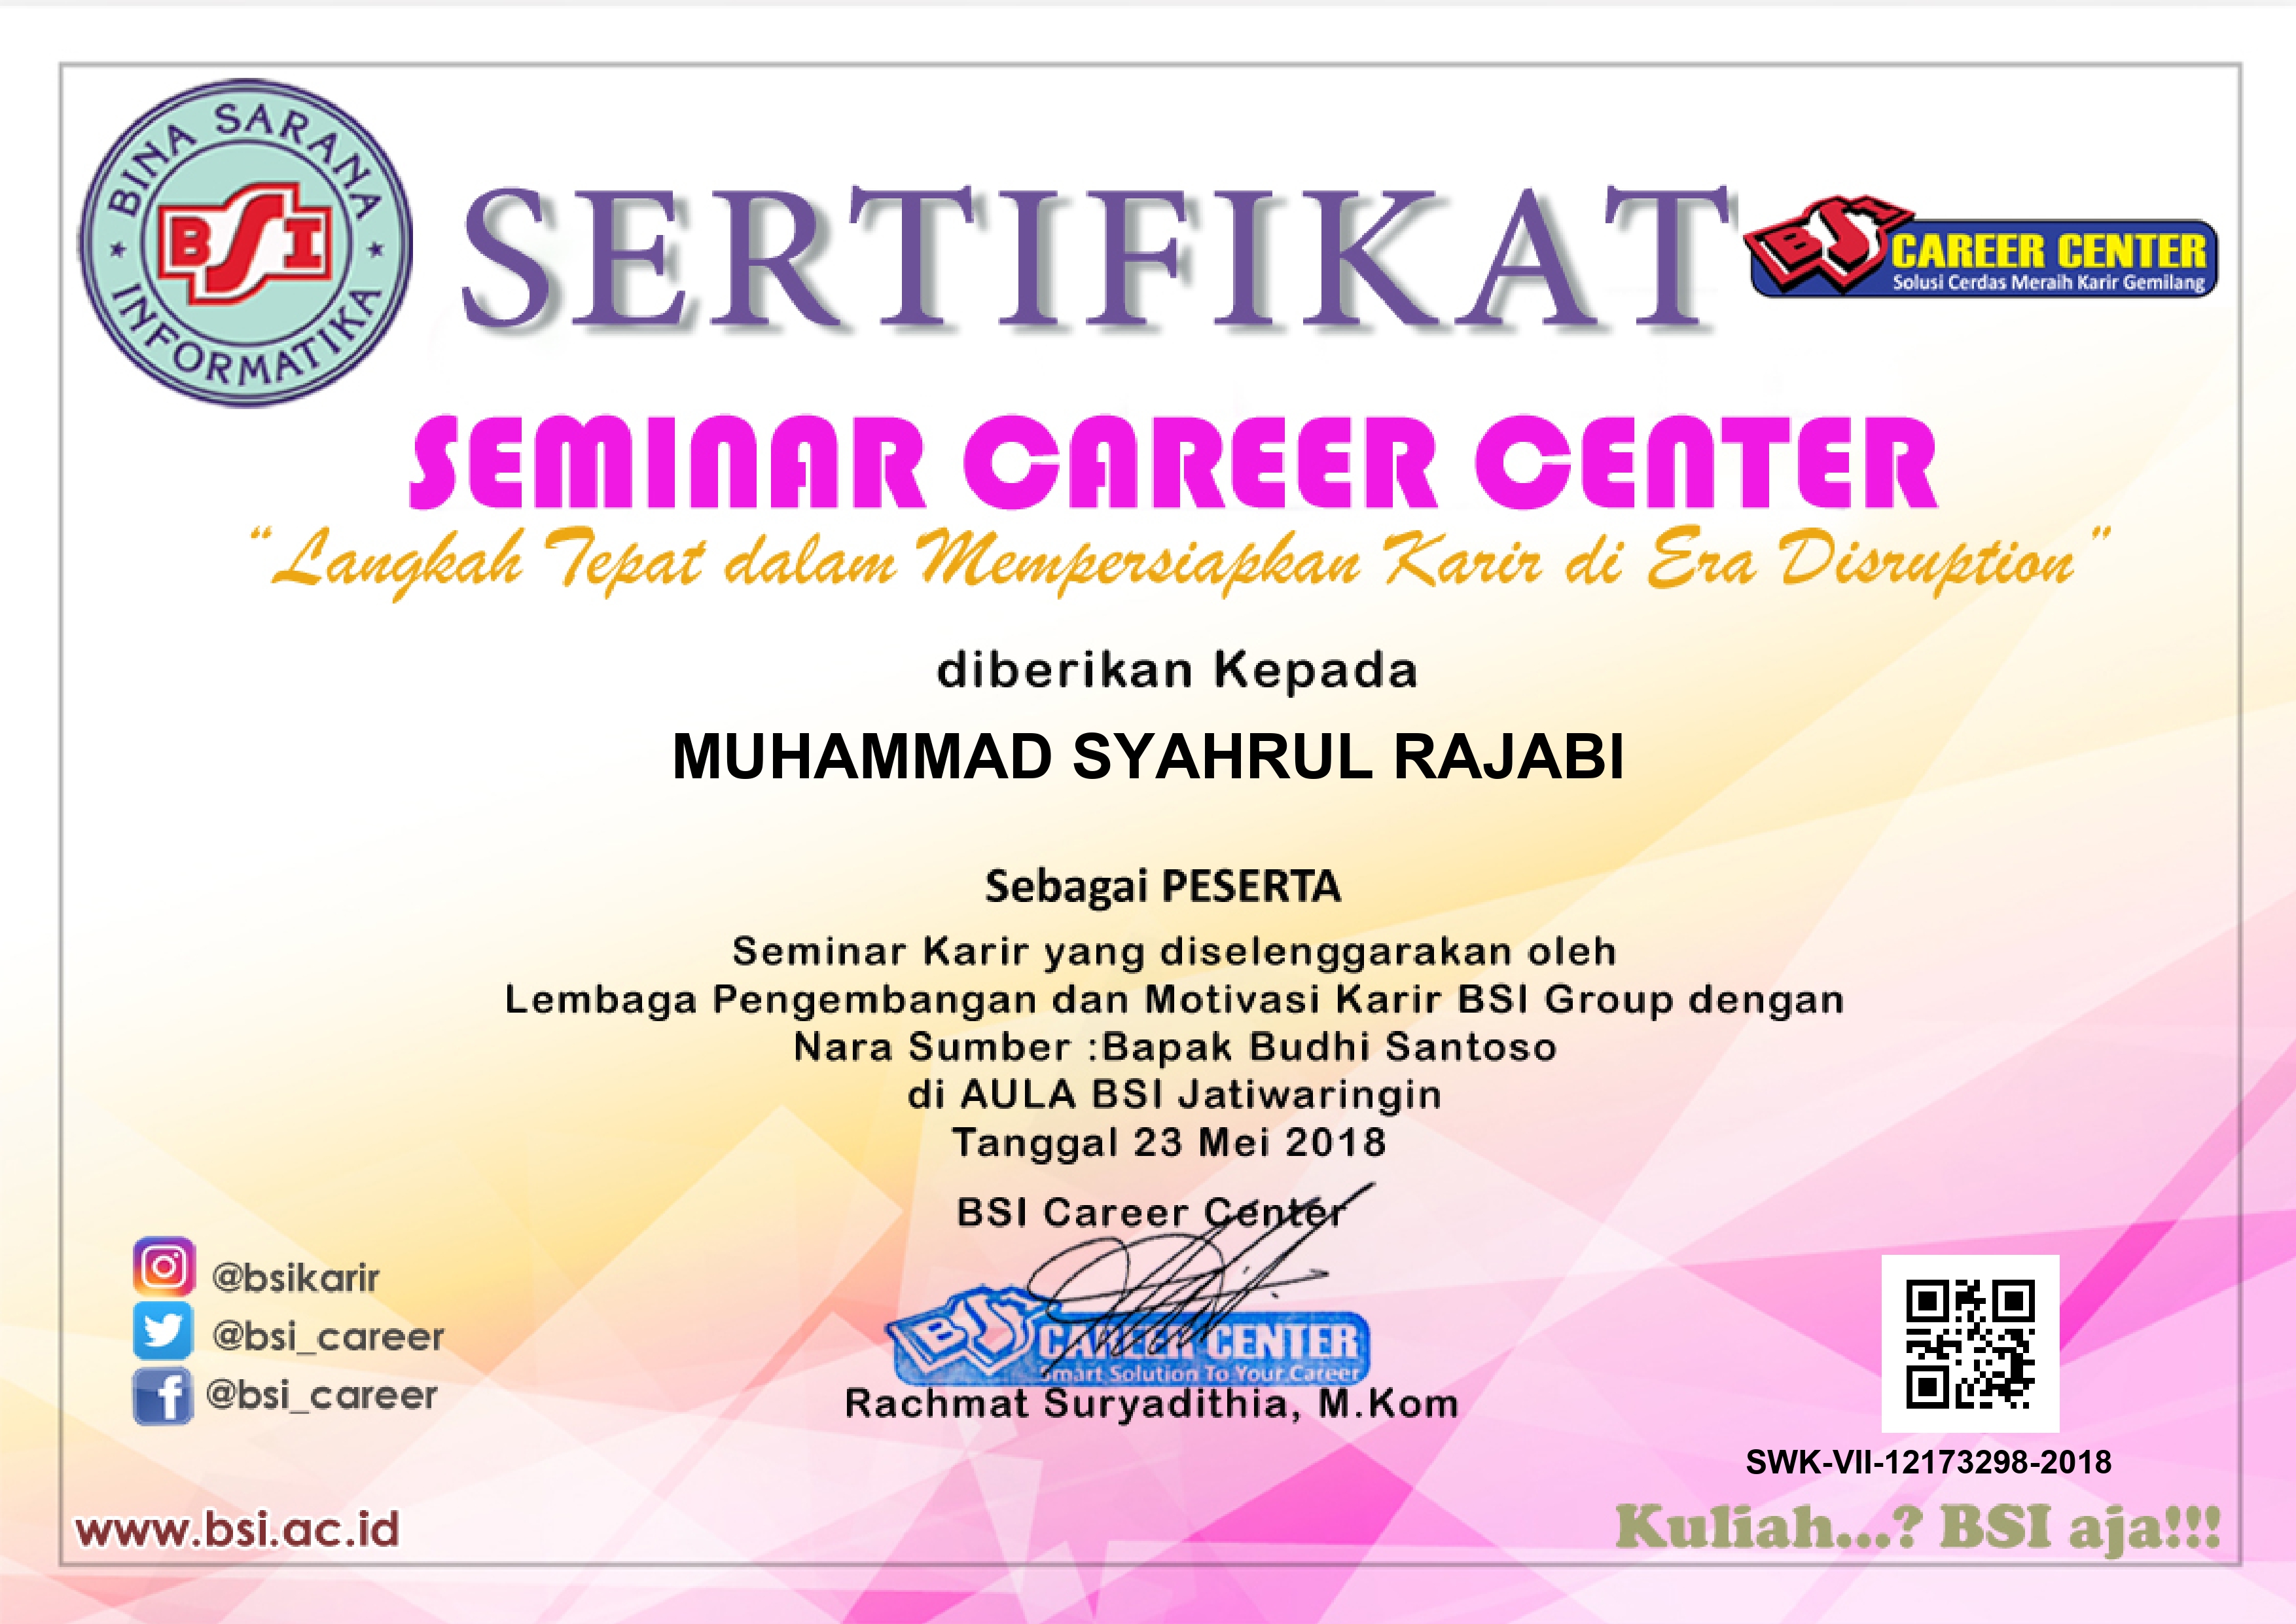 BINA SARANA INFORMATIKA
BSI
SERTIFIKAT
BSI CAREER CENTER
Solusi Cerdas Meraih Karir Gemilang
SEMINAR CAREER CENTER
“Langkah Tepat dalam Mempersiapkan Karir di Era Disruption”
diberikan Kepada
MUHAMMAD SYAHRUL RAJABI
Sebagai PESERTA
Seminar Karir yang diselenggarakan oleh
Lembaga Pengembangan dan Motivasi Karir BSI Group dengan
Nara Sumber :Bapak Budhi Santoso
di AULA BSI Jatiwaringin
Tanggal 23 Mei 2018
BSI Career Center
BSI CAREER CENTER
Smart Solution To Your Career
Rachmat Suryadithia, M.Kom
@bsikarir
@bsi_career
@bsi_career
www.bsi.ac.id
SWK-VII-12173298-2018
Kuliah...? BSI aja!!!